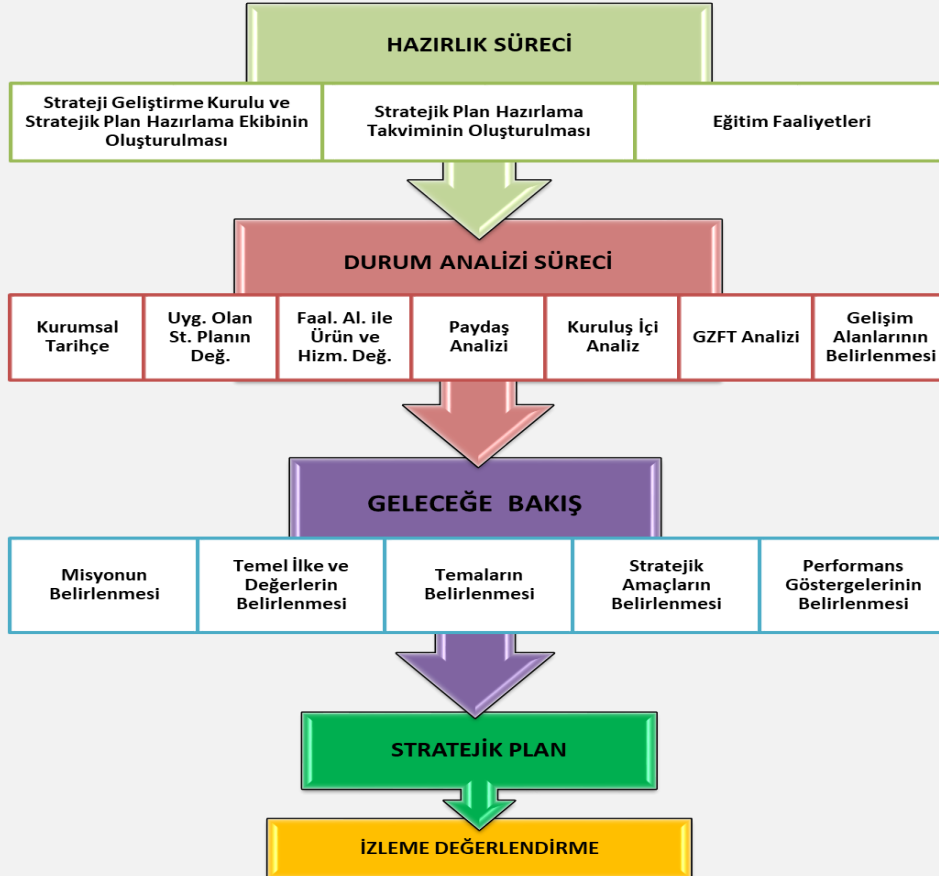 HAZIRLIK SÜRECİ
Strateji Geliştirme Kurulu ve
Stratejik Plan Hazırlama Ekibinin
Oluşturulması
Stratejik Plan Hazırlama
Takviminin Oluşturulması
Eğitim Faaliyetleri
DURUM ANALİZİ SÜRECİ
Kurumsal
Tarihçe
Uyg. Olan
St. Planın
Değ.
Faal. Al. ile
Ürün ve
Hizm. Değ.
Paydaş
Analizi
Kuruluş İçi
Analiz
GZFT Analizi
Gelişim
Alanlarının
Belirlenmesi
GELECEĞE BAKIŞ
Misyonun
Belirlenmesi
Temel İlke ve
Değerlerin
Belirlenmesi
Temaların
Belirlenmesi
Stratejik
Amaçların
Belirlenmesi
Performans
Göstergelerinin
Belirlenmesi
STRATEJİK PLAN
İZLEME DEĞERLENDİRME